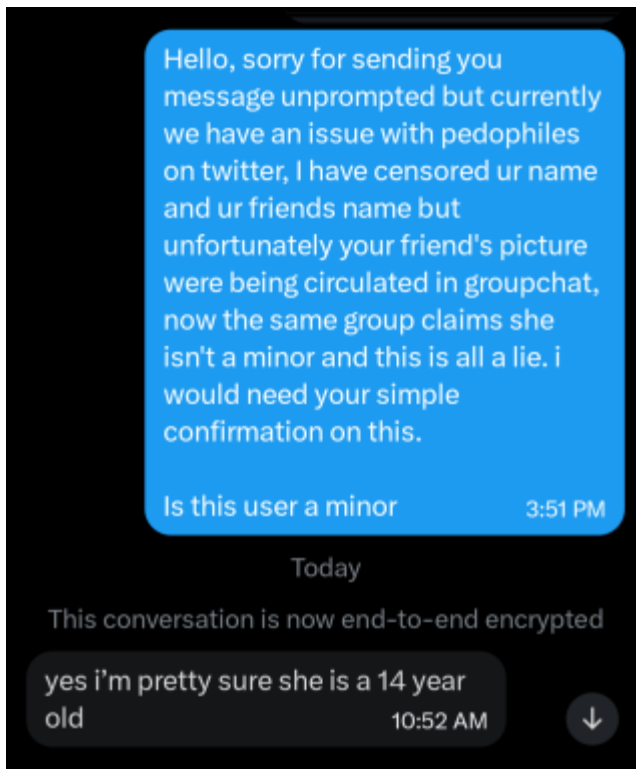 Hello, sorry for sending you
message unprompted but currently
we have an issue with pedophiles
on twitter, I have censored ur name
and ur friends name but
unfortunately your friend's picture
were being circulated in groupchat,
now the same group claims she
isn't a minor and this is all a lie. i
would need your simple
confirmation on this.
Is this user a minor
3:51 PM
Today
This conversation is now end-to-end encrypted
yes i’m pretty sure she is a 14 year
old
10:52 AM